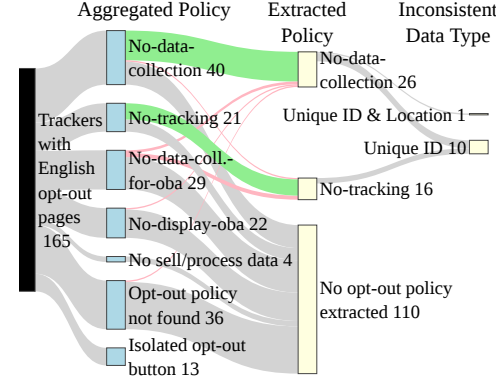 Aggregated Policy
Extracted
Policy
Inconsistent
Data Type
Trackers
with
English
opt-out
pages
165
No-data-
collection 40
No-tracking 21
No-data-coll.-
for-oba 29
No-display-oba 22
No sell/process data 4
Opt-out policy
not found 36
Isolated opt-out
button 13
No-data-
collection 26
No-tracking 16
No opt-out policy
extracted 110
Unique ID & Location 1
Unique ID 10